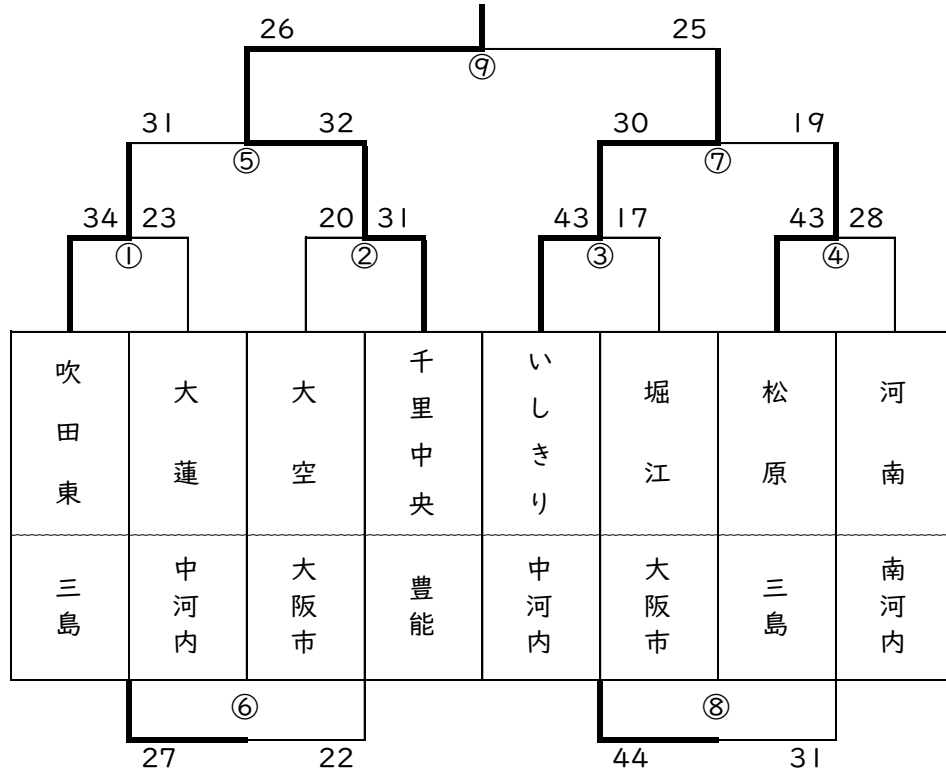 26 25
⑨
31 32 30 19
⑤ ⑦
34 23 20 31 43 17 43 28
① ② ③ ④
吹田東
大蓮
大空
千里中央
いしきり
堀江
松原
河南
三島
中河内
大阪市
豊能
中河内
大阪市
三島
南河内
⑥ ⑧
27 22 44 31